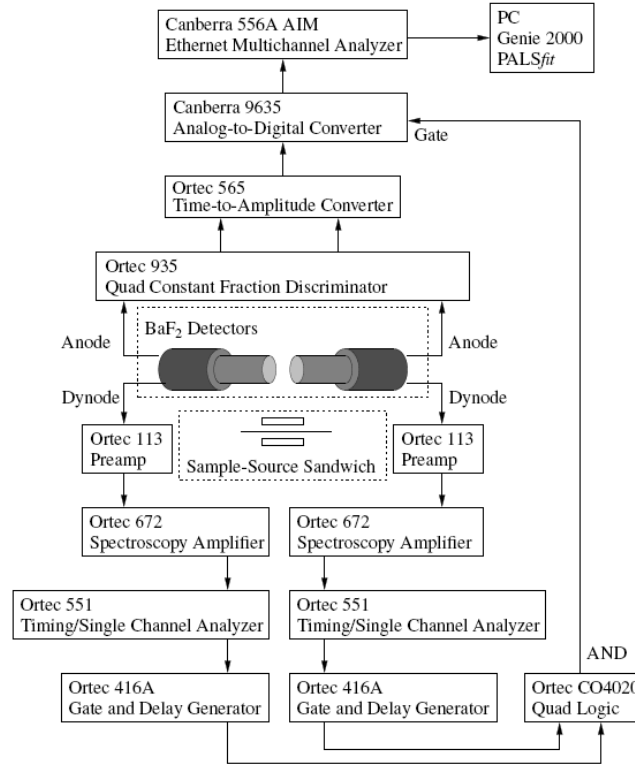 Canberra 556A AIM
Ethernet Multichannel Analyzer
PC
Genie 2000
PALSfit
Canberra 9635
Analog-to-Digital Converter
Gate
Ortec 565
Time-to-Amplitude Converter
Ortec 935
Quad Constant Fraction Discriminator
BaF₂ Detectors
Anode
Anode
Dynode
Dynode
Ortec 113
Preamp
Sample-Source Sandwich
Ortec 113
Preamp
Ortec 672
Spectroscopy Amplifier
Ortec 672
Spectroscopy Amplifier
Ortec 551
Timing/Single Channel Analyzer
Ortec 551
Timing/Single Channel Analyzer
AND
Ortec 416A
Gate and Delay Generator
Ortec 416A
Gate and Delay Generator
Ortec CO4020
Quad Logic